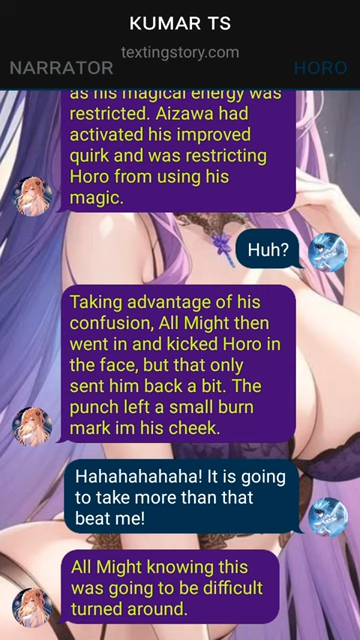 KUMAR TS
textingstory.com
NARRATOR
HORO
as his magical energy was
restricted. Aizawa had
activated his improved
quirk and was restricting
Horo from using his
magic.
Huh?
Taking advantage of his
confusion, All Might then
went in and kicked Horo in
the face, but that only
sent him back a bit. The
punch left a small burn
mark im his cheek.
Hahahahahaha! It is going
to take more than that
beat me!
All Might knowing this
was going to be difficult
turned around.